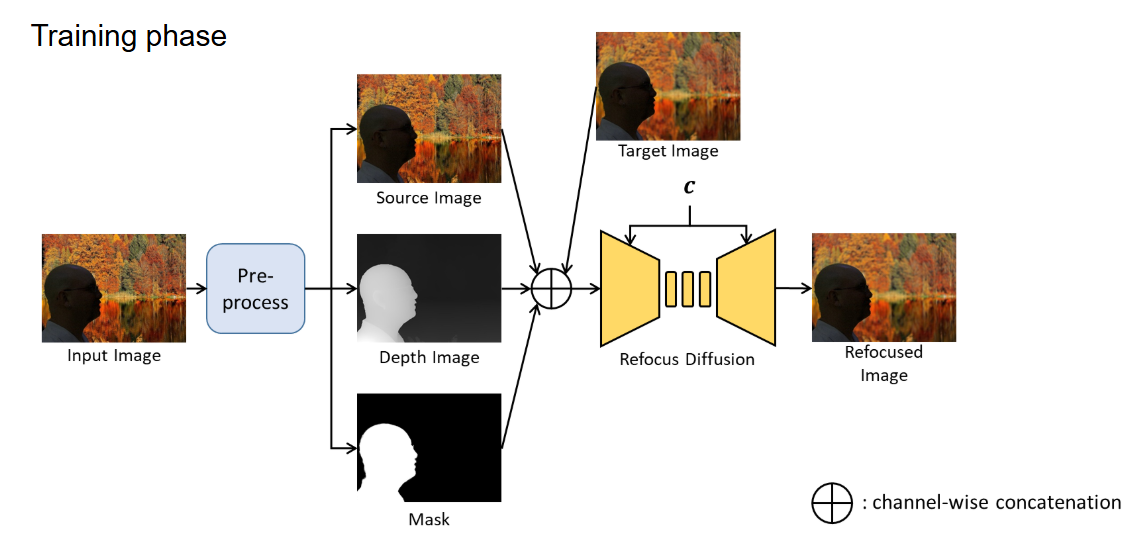 Training phase
Target Image
Source Image
c
Pre-
process
Input Image
Depth Image
Refocus Diffusion
Refocused
Image
Mask
: channel-wise concatenation